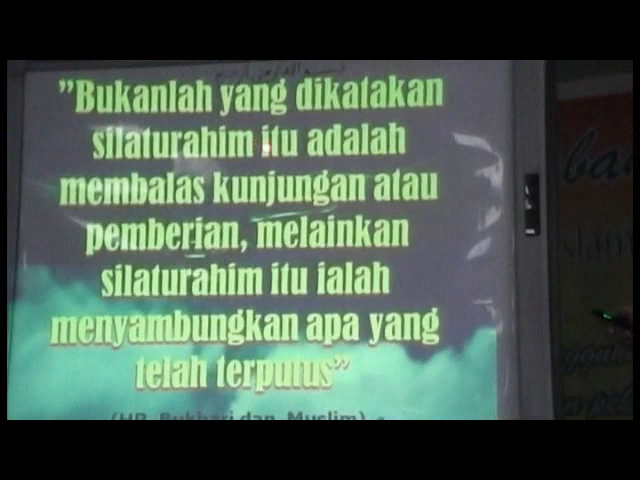 "Bukanlah yang dikatakan
silaturahim itu adalah
membalas kunjungan atau
pemberian, melainkan
silaturahim itu ialah
menyambungkan apa yang
telah terputus"
(HR. Bukhari dan Muslim)